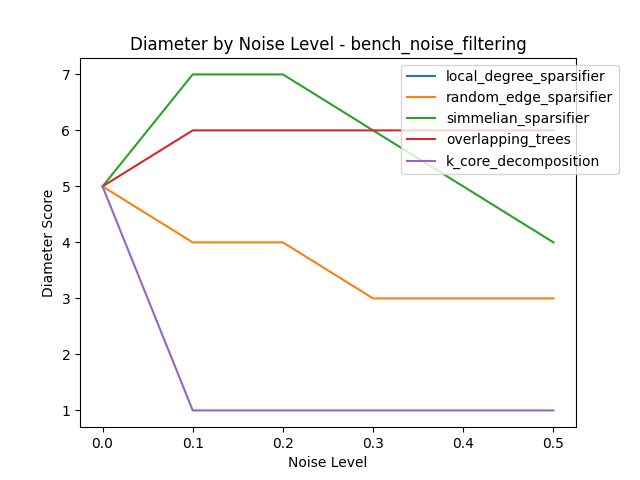 Diameter by Noise Level - bench_noise_filtering
local_degree_sparsifier
random_edge_sparsifier
simmelian_sparsifier
overlapping_trees
k_core_decomposition
Diameter Score
7
6
5
4
3
2
1
0.0 0.1 0.2 0.3 0.4 0.5
Noise Level